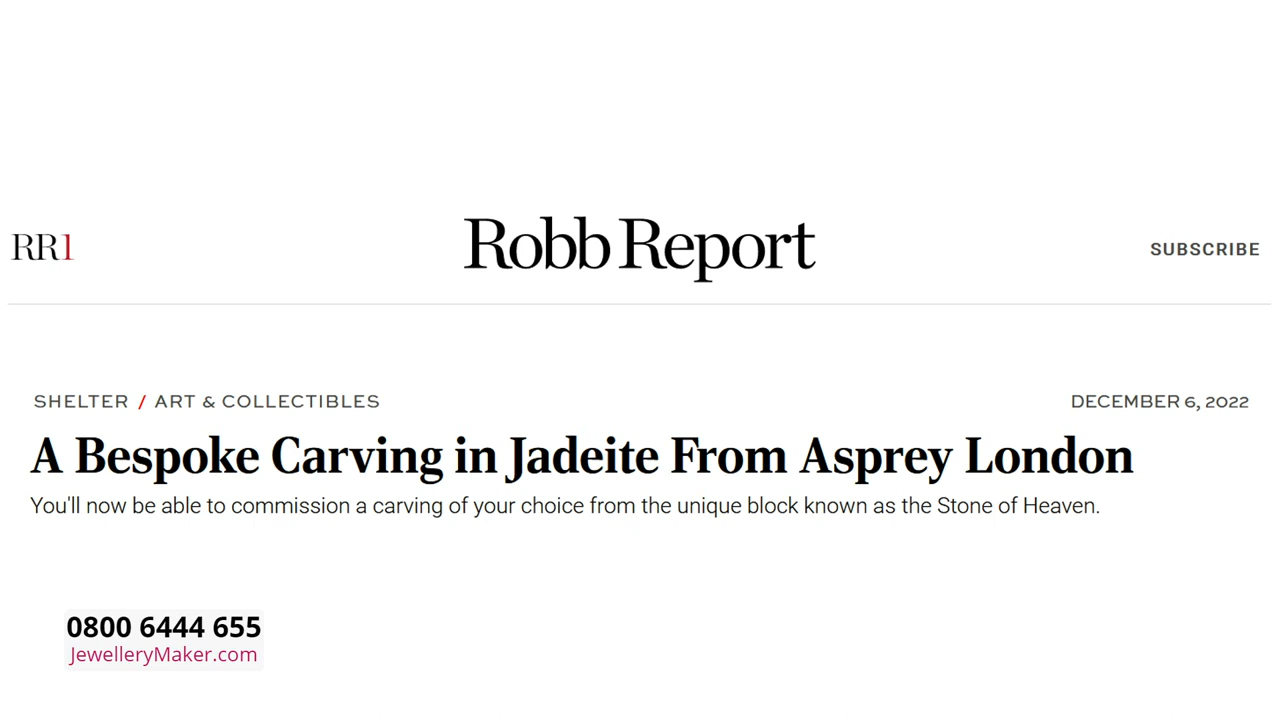 RR1
Robb Report
SUBSCRIBE
SHELTER / ART & COLLECTIBLES
DECEMBER 6, 2022
A Bespoke Carving in Jadeite From Asprey London
You'll now be able to commission a carving of your choice from the unique block known as the Stone of Heaven.
0800 6444 655
JewelleryMaker.com